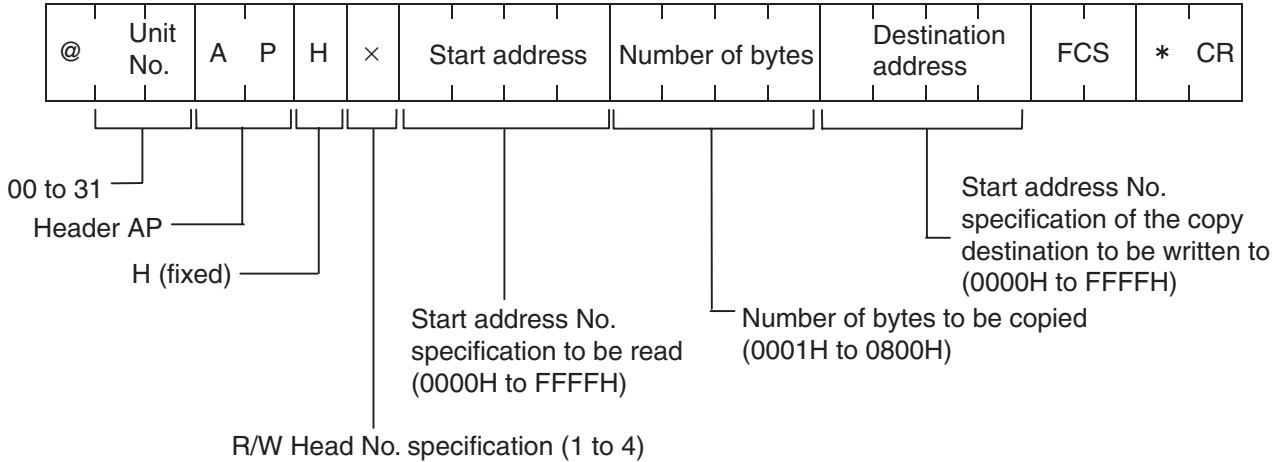 @ Unit No. A P H × Start address Number of bytes Destination address FCS * CR
00 to 31
Header AP
H (fixed)
Start address No.
specification to be read
(0000H to FFFFH)
R/W Head No. specification (1 to 4)
Number of bytes to be copied
(0001H to 0800H)
Start address No.
specification of the copy
destination to be written to
(0000H to FFFFH)